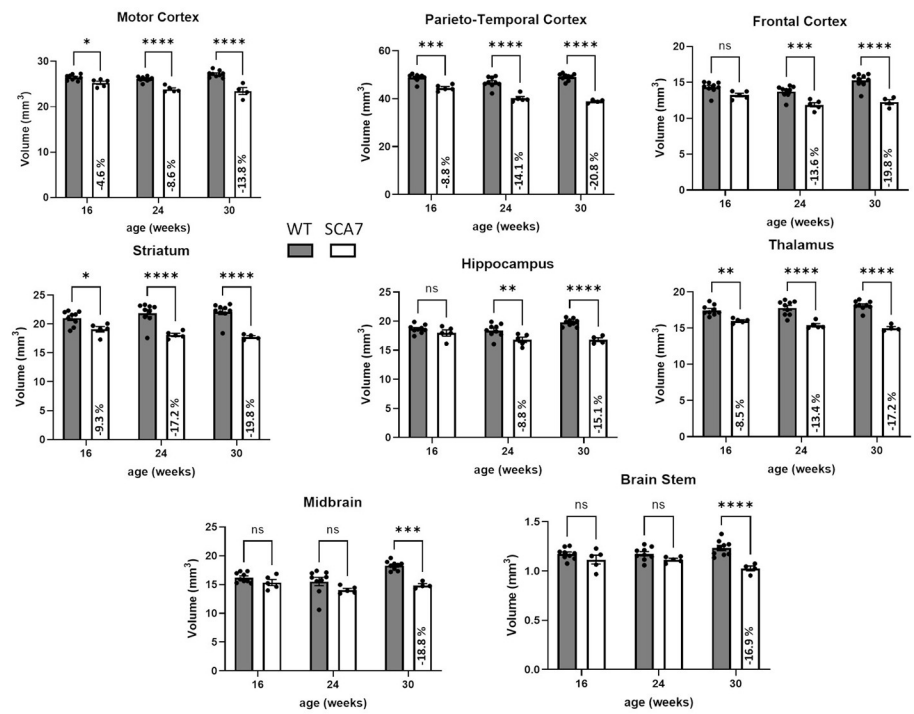 Motor Cortex
* **** ****
Volume (mm³)
30
20
10
0
-4.6 %
-8.6 %
-13.8 %
16 24 30
age (weeks)
Parieto-Temporal Cortex
*** **** ****
Volume (mm³)
60
40
20
0
-8.8 %
-14.1 %
-20.8 %
16 24 30
age (weeks)
Frontal Cortex
ns *** ****
Volume (mm³)
20
15
10
5
0
-13.6 %
-19.8 %
16 24 30
age (weeks)
WT SCA7
Striatum
* **** ****
Volume (mm³)
25
20
15
10
5
0
-9.3 %
-17.2 %
-19.8 %
16 24 30
age (weeks)
Hippocampus
ns ** ****
Volume (mm³)
25
20
15
10
5
0
-8.8 %
-15.1 %
16 24 30
age (weeks)
Thalamus
** **** ****
Volume (mm³)
20
15
10
5
0
-8.5 %
-13.4 %
-17.2 %
16 24 30
age (weeks)
Midbrain
ns ns ***
Volume (mm³)
25
20
15
10
5
0
-18.8 %
16 24 30
age (weeks)
Brain Stem
ns ns ****
Volume (mm³)
1.5
1.0
0.5
0.0
-16.9 %
16 24 30
age (weeks)